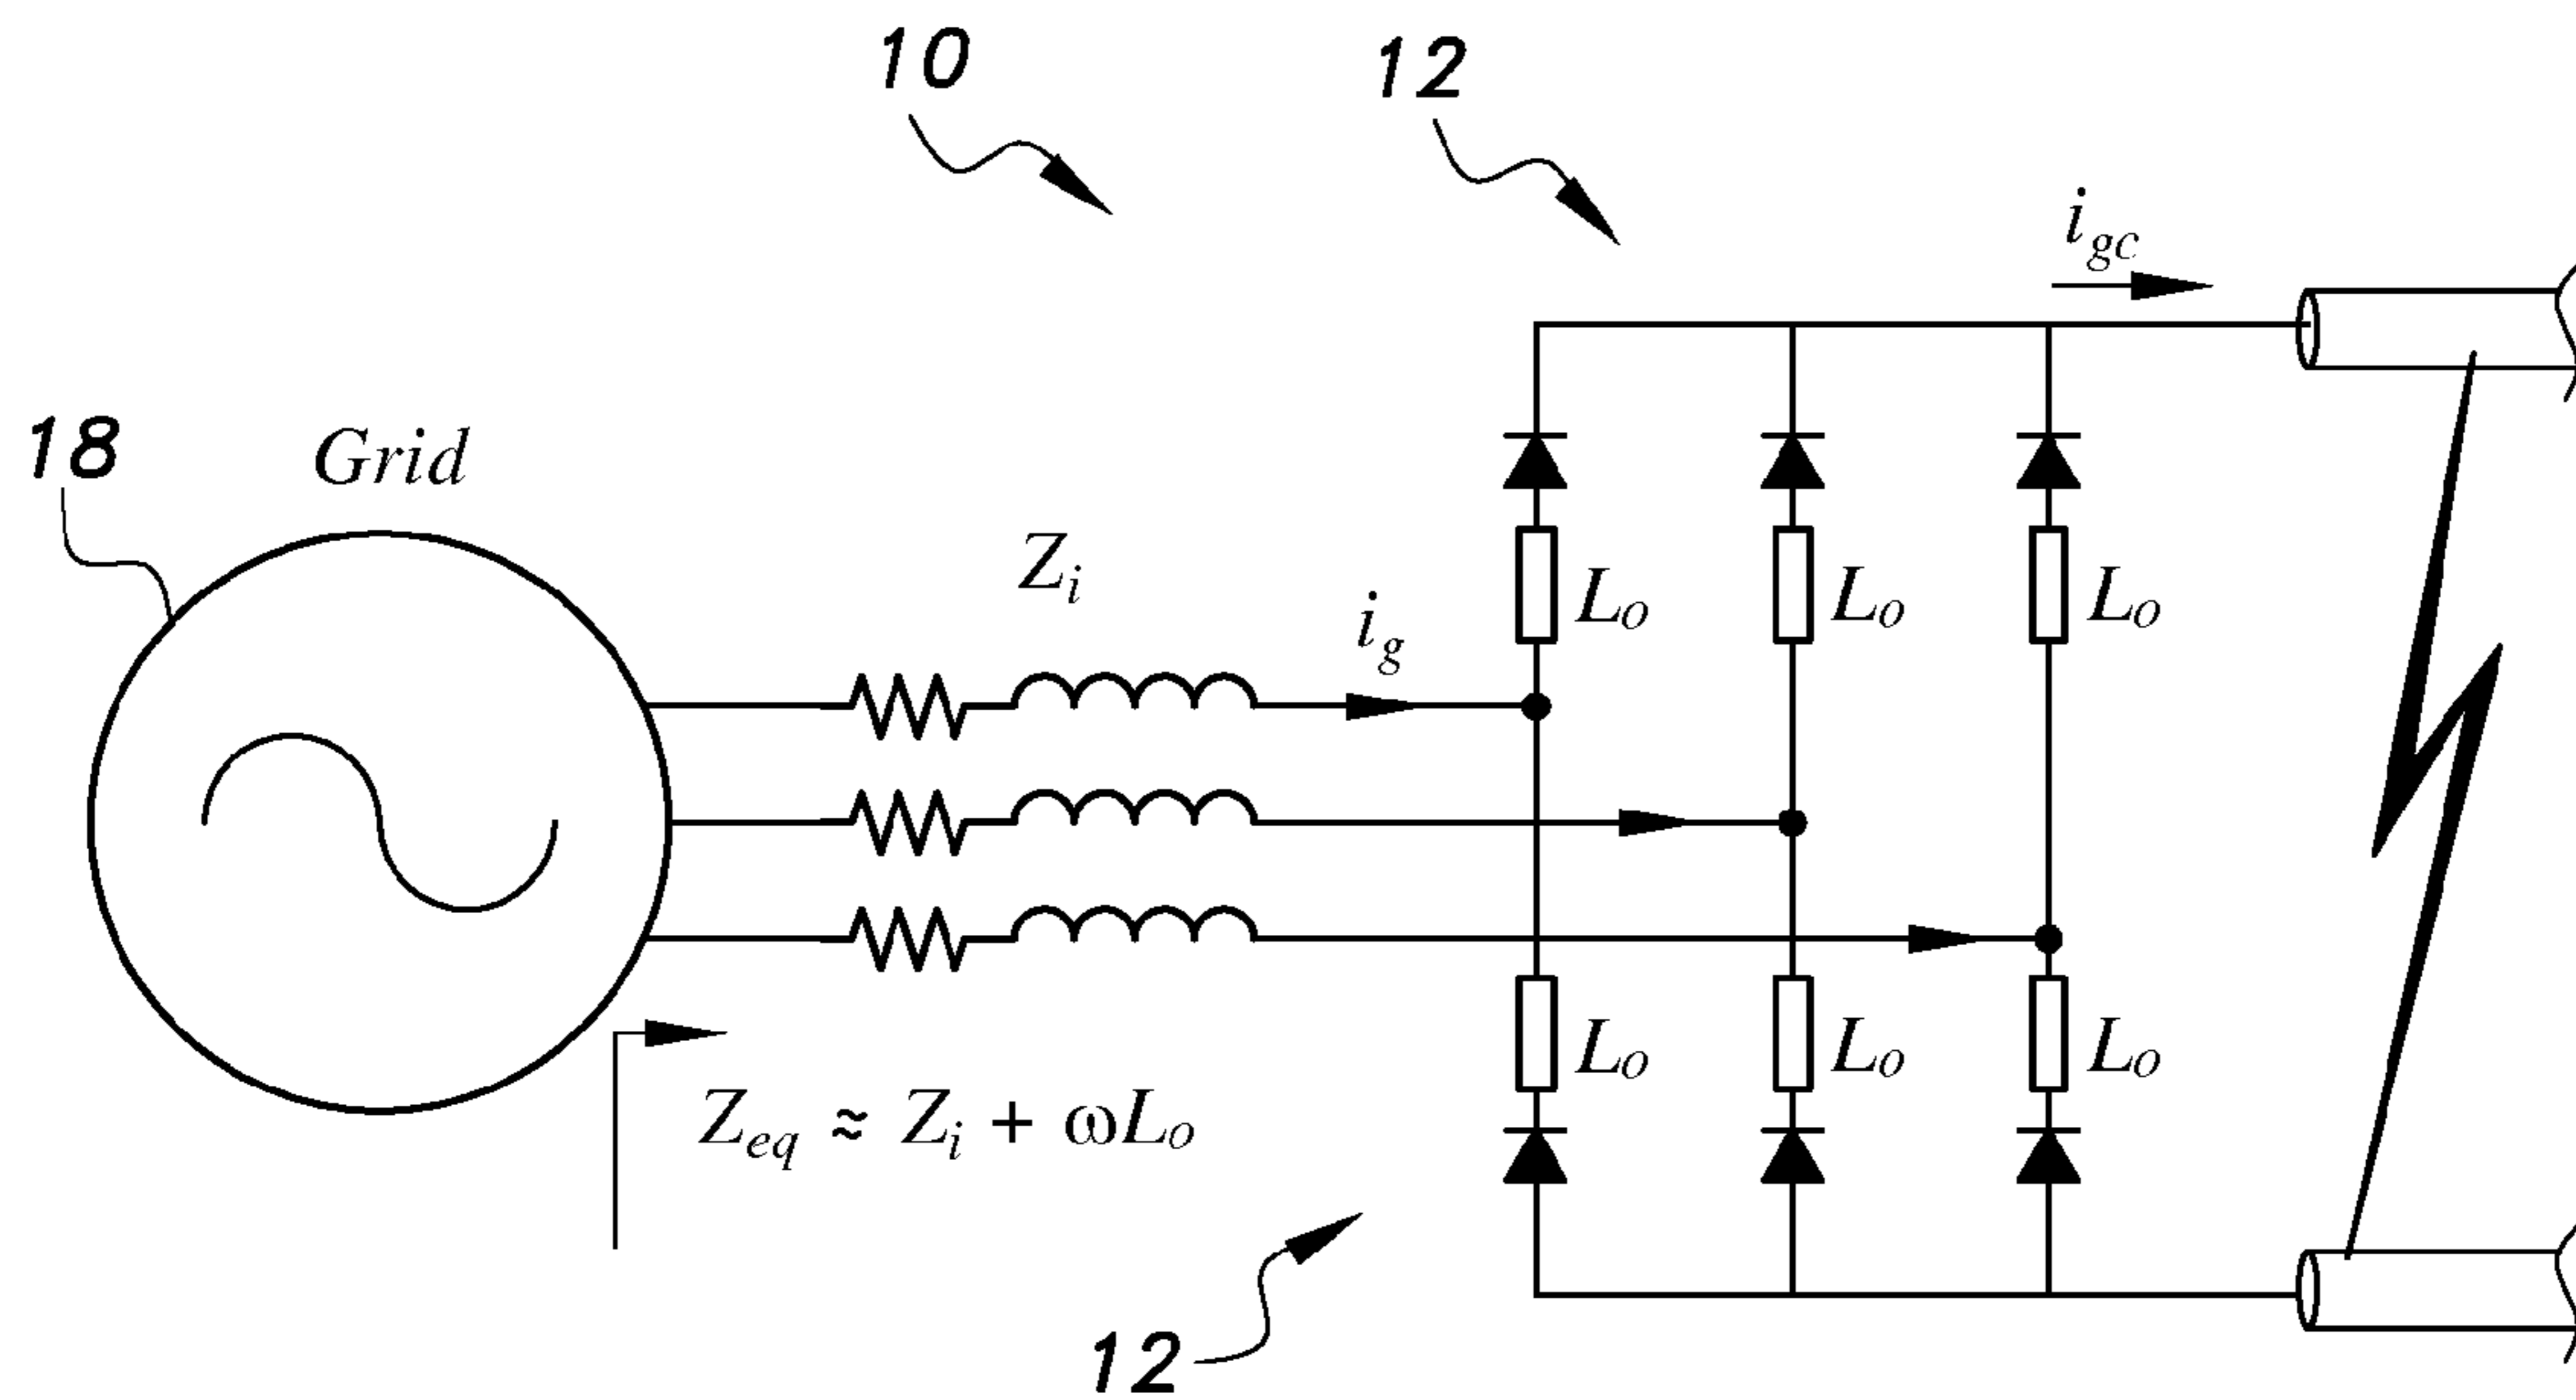 10
12
i_gc
18
Grid
Z_i
i_g
L_o
L_o
L_o
L_o
L_o
L_o
Z_eq ≈ Z_i + ωL_o
12